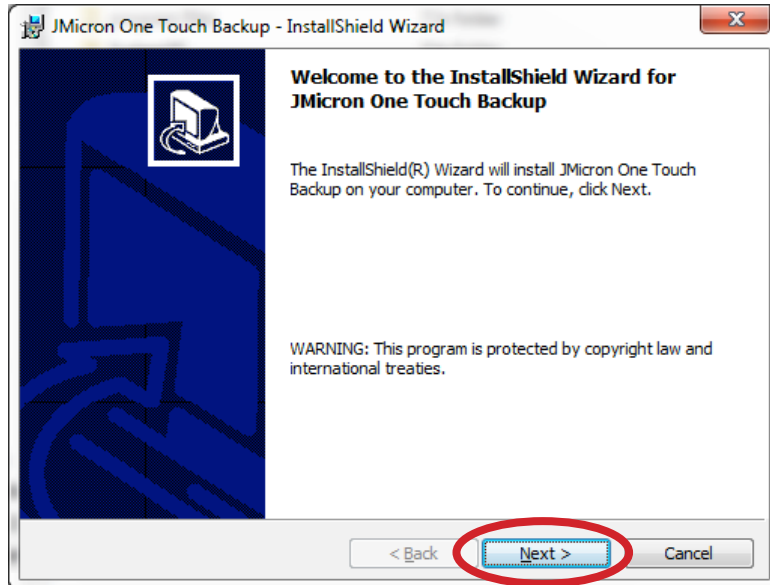 JMicron One Touch Backup - InstallShield Wizard
Welcome to the InstallShield Wizard for
JMicron One Touch Backup
The InstallShield(R) Wizard will install JMicron One Touch
Backup on your computer. To continue, click Next.
WARNING: This program is protected by copyright law and
international treaties.
< Back
Next >
Cancel